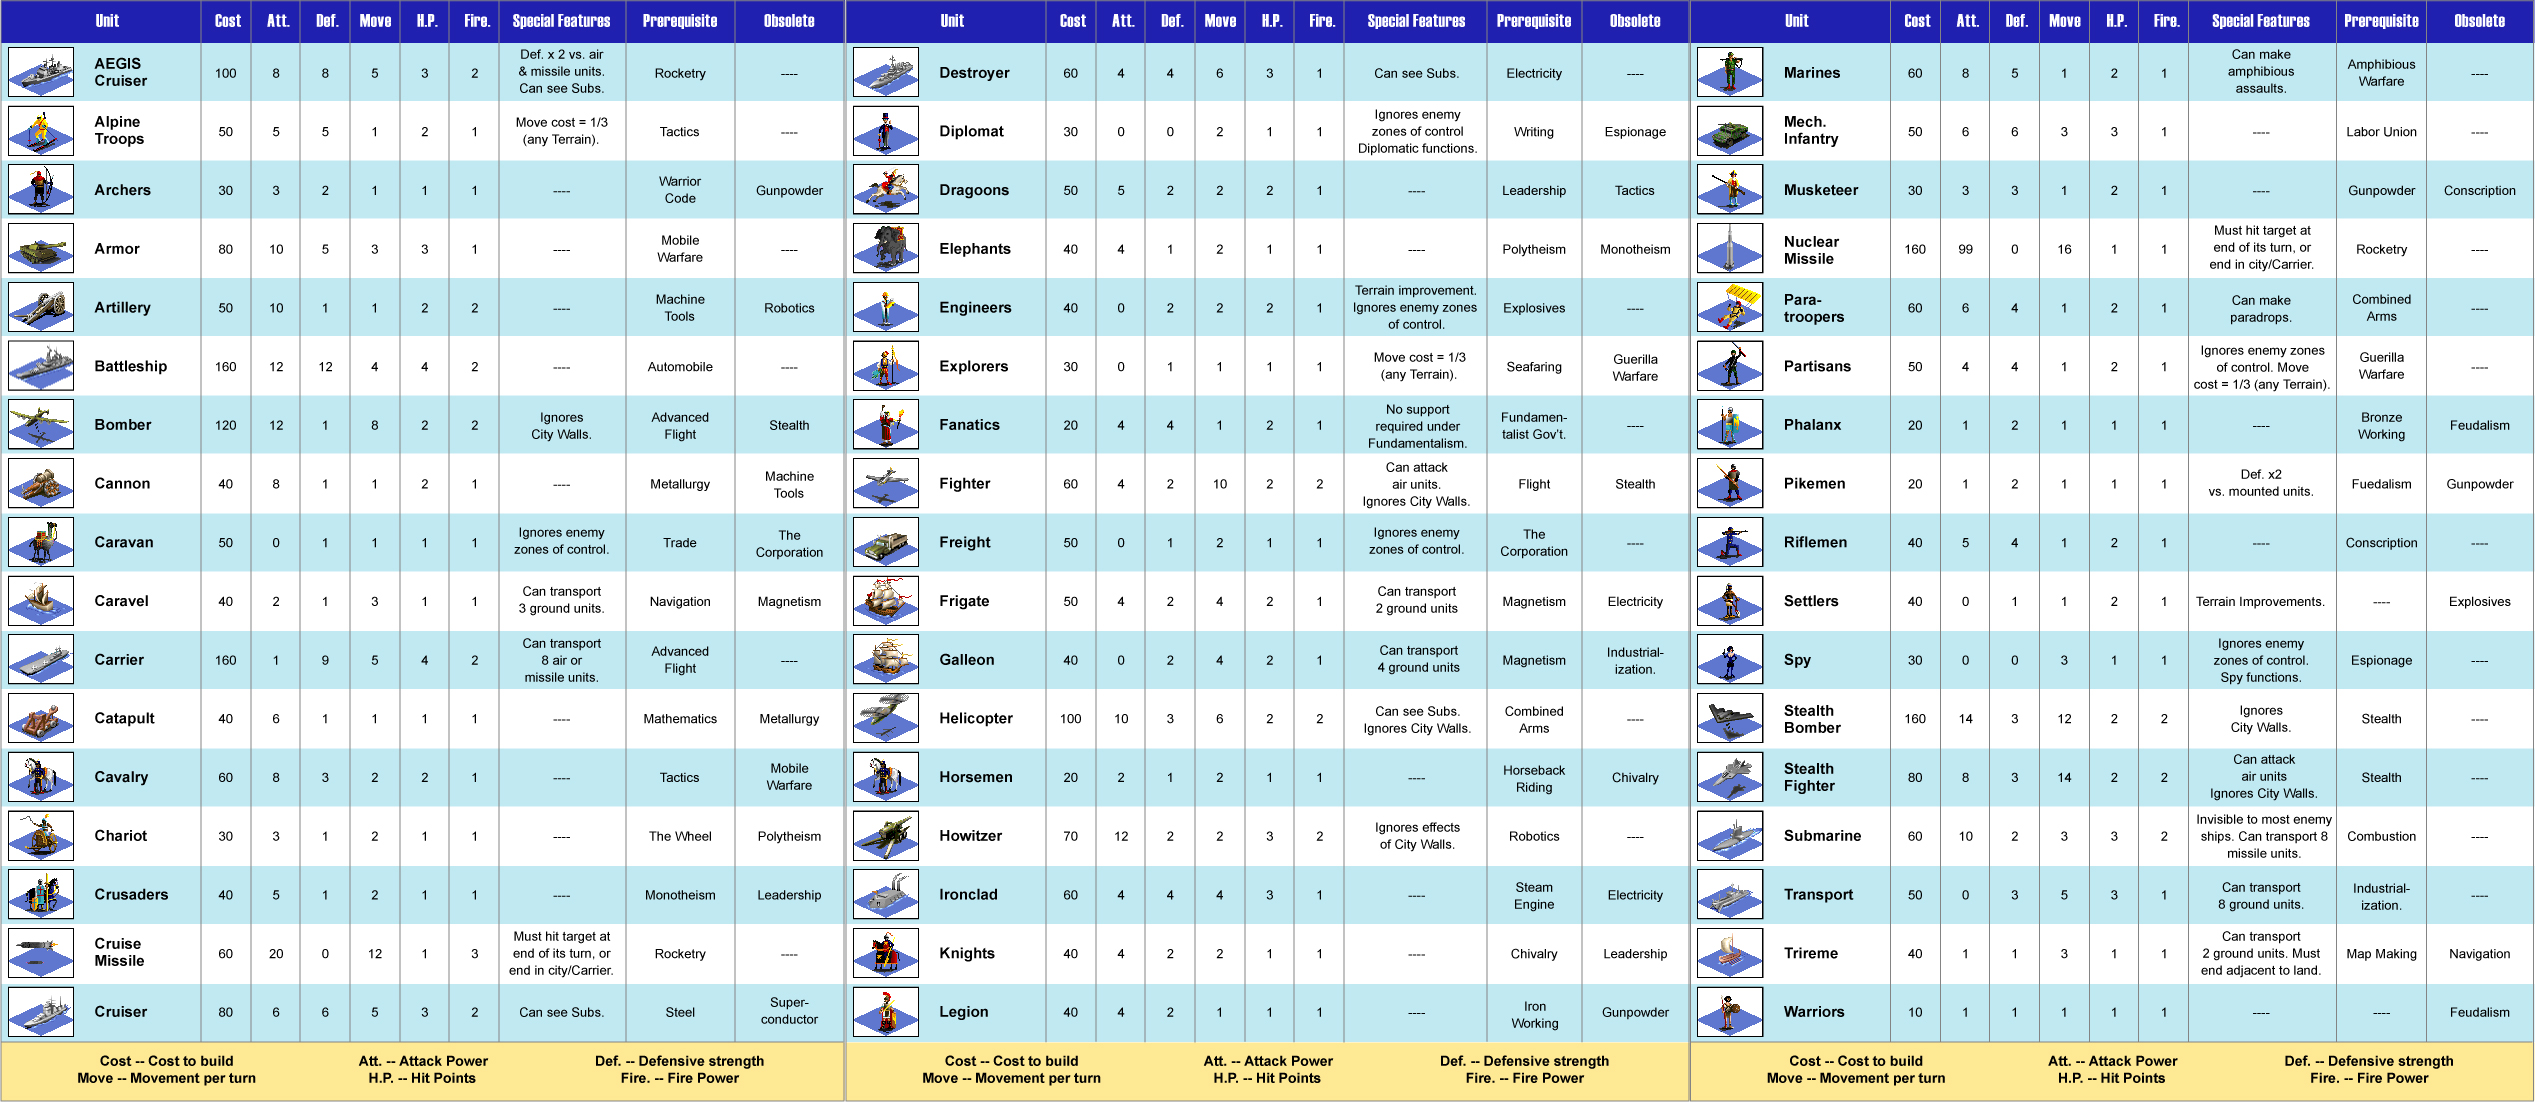 Unit Cost Att. Def. Move H.P. Fire. Special Features Prerequisite Obsolete
AEGIS Cruiser 100 8 8 5 3 2 Def. x 2 vs. air & missile units. Can see Subs. Rocketry ----
Alpine Troops 50 5 5 1 2 1 Move cost = 1/3 (any Terrain). Tactics ----
Archers 30 3 2 1 1 1 ---- Warrior Code Gunpowder
Armor 80 10 5 3 3 1 ---- Mobile Warfare ----
Artillery 50 10 1 1 2 2 ---- Machine Tools Robotics
Battleship 160 12 12 4 4 2 ---- Automobile ----
Bomber 120 12 1 8 2 2 Ignores City Walls. Advanced Flight Stealth
Cannon 40 8 1 1 2 1 ---- Metallurgy Machine Tools
Caravan 50 0 1 1 1 1 Ignores enemy zones of control. Trade The Corporation
Caravel 40 2 1 3 1 1 Can transport 3 ground units. Navigation Magnetism
Carrier 160 1 9 5 4 2 Can transport 8 air or missile units. Advanced Flight ----
Catapult 40 6 1 1 1 1 ---- Mathematics Metallurgy
Cavalry 60 8 3 2 2 1 ---- Tactics Mobile Warfare
Chariot 30 3 1 2 1 1 ---- The Wheel Polytheism
Crusaders 40 5 1 2 1 1 ---- Monotheism Leadership
Cruise Missile 60 20 0 12 1 3 Must hit target at end of its turn, or end in city/Carrier. Rocketry ----
Cruiser 80 6 6 5 3 2 Can see Subs. Steel Super-conductor
Cost -- Cost to build Att. -- Attack Power Def. -- Defensive strength
Move -- Movement per turn H.P. -- Hit Points Fire. -- Fire Power
Unit Cost Att. Def. Move H.P. Fire. Special Features Prerequisite Obsolete
Destroyer 60 4 4 6 3 1 Can see Subs. Electricity ----
Diplomat 30 0 0 2 1 1 Ignores enemy zones of control Diplomatic functions. Writing Espionage
Dragoons 50 5 2 2 2 1 ---- Leadership Tactics
Elephants 40 4 1 2 1 1 ---- Polytheism Monotheism
Engineers 40 0 2 2 2 1 Terrain improvement. Ignores enemy zones of control. Explosives ----
Explorers 30 0 1 1 1 1 Move cost = 1/3 (any Terrain). Seafaring Guerilla Warfare
Fanatics 20 4 4 1 2 1 No support required under Fundamentalism. Fundamen-talist Gov't. ----
Fighter 60 4 2 10 2 2 Can attack air units. Ignores City Walls. Flight Stealth
Freight 50 0 1 2 1 1 Ignores enemy zones of control. The Corporation ----
Frigate 50 4 2 4 2 1 Can transport 2 ground units Magnetism Electricity
Galleon 40 0 2 4 2 1 Can transport 4 ground units Magnetism Industrial-ization.
Helicopter 100 10 3 6 2 2 Can see Subs. Ignores City Walls. Combined Arms ----
Horsemen 20 2 1 2 1 1 ---- Horseback Riding Chivalry
Howitzer 70 12 2 2 3 2 Ignores effects of City Walls. Robotics ----
Ironclad 60 4 4 4 3 1 ---- Steam Engine Electricity
Knights 40 4 2 2 1 1 ---- Chivalry Leadership
Legion 40 4 2 1 1 1 ---- Iron Working Gunpowder
Cost -- Cost to build Att. -- Attack Power Def. -- Defensive strength
Move -- Movement per turn H.P. -- Hit Points Fire. -- Fire Power
Unit Cost Att. Def. Move H.P. Fire. Special Features Prerequisite Obsolete
Marines 60 8 5 1 2 1 Can make amphibious assaults. Amphibious Warfare ----
Mech. Infantry 50 6 6 3 3 1 ---- Labor Union ----
Musketeer 30 3 3 1 2 1 ---- Gunpowder Conscription
Nuclear Missile 160 99 0 16 1 1 Must hit target at end of its turn, or end in city/Carrier. Rocketry ----
Para-troopers 60 6 4 1 2 1 Can make paradrops. Combined Arms ----
Partisans 50 4 4 1 2 1 Ignores enemy zones of control. Move cost = 1/3 (any Terrain). Guerilla Warfare ----
Phalanx 20 1 2 1 1 1 ---- Bronze Working Feudalism
Pikemen 20 1 2 1 1 1 Def. x2 vs. mounted units. Fuedalism Gunpowder
Riflemen 40 5 4 1 2 1 ---- Conscription ----
Settlers 40 0 1 1 2 1 Terrain Improvements. ---- Explosives
Spy 30 0 0 3 1 1 Ignores enemy zones of control. Spy functions. Espionage ----
Stealth Bomber 160 14 3 12 2 2 Ignores City Walls. Stealth ----
Stealth Fighter 80 8 3 14 2 2 Can attack air units Ignores City Walls. Stealth ----
Submarine 60 10 2 3 3 2 Invisible to most enemy ships. Can transport 8 missile units. Combustion ----
Transport 50 0 3 5 3 1 Can transport 8 ground units. Industrial-ization. ----
Trireme 40 1 1 3 1 1 Can transport 2 ground units. Must end adjacent to land. Map Making Navigation
Warriors 10 1 1 1 1 1 ---- ---- Feudalism
Cost -- Cost to build Att. -- Attack Power Def. -- Defensive strength
Move -- Movement per turn H.P. -- Hit Points Fire. -- Fire Power